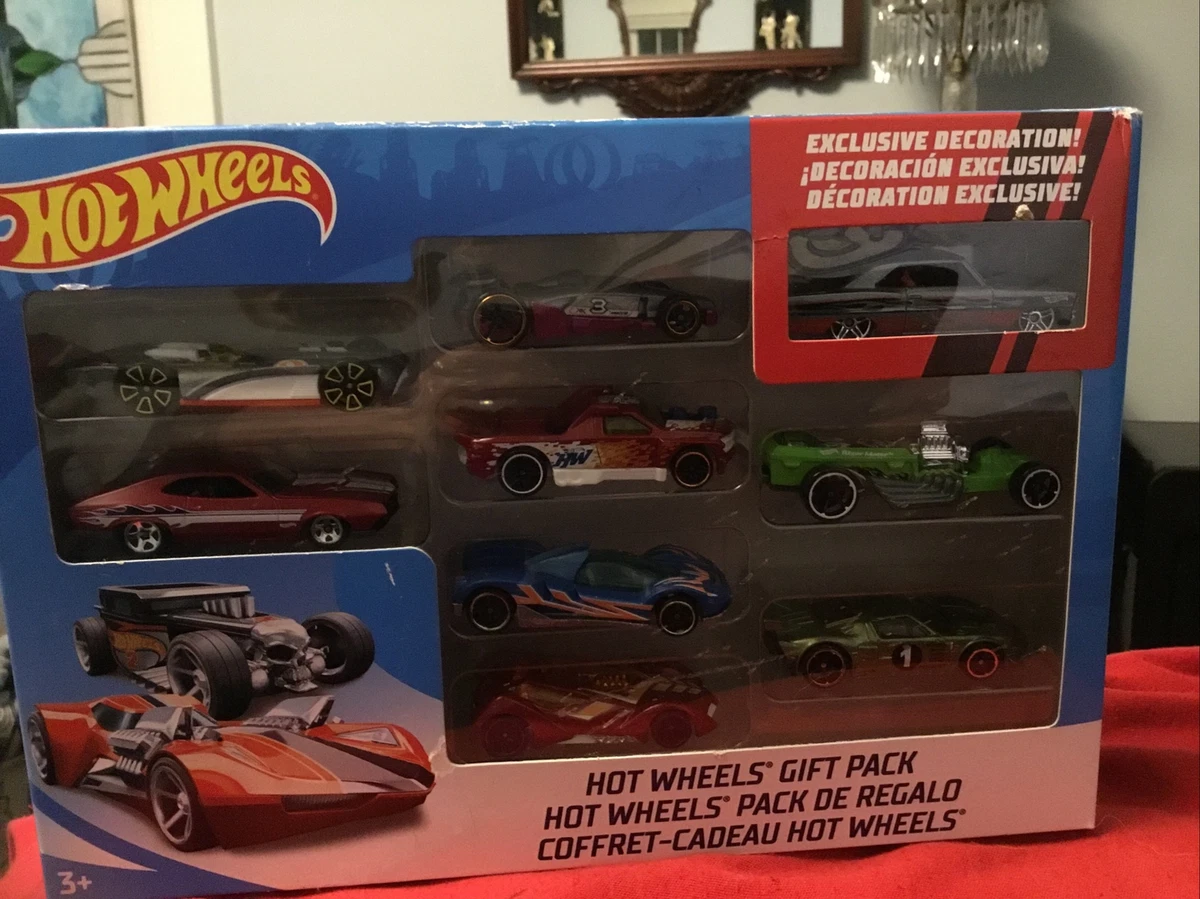 HOT WHEELS
EXCLUSIVE DECORATION!
¡DECORACIÓN EXCLUSIVA!
DÉCORATION EXCLUSIVE!
3
HW
1
HOT WHEELS® GIFT PACK
HOT WHEELS® PACK DE REGALO
COFFRET-CADEAU HOT WHEELS®
3+